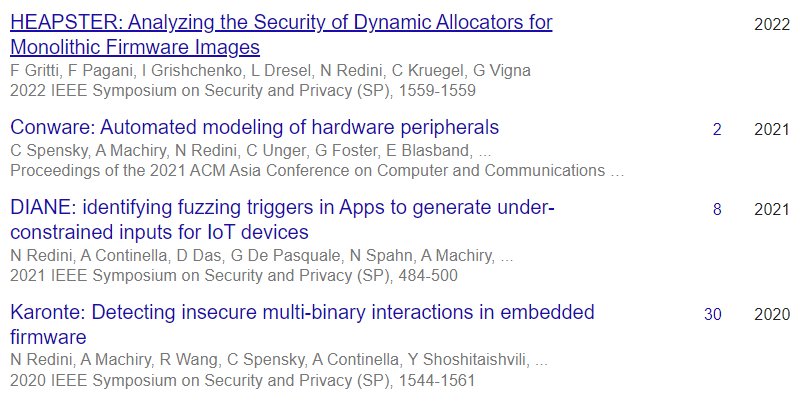 HEAPSTER: Analyzing the Security of Dynamic Allocators for 2022
Monolithic Firmware Images
F Gritti, F Pagani, I Grishchenko, L Dresel, N Redini, C Kruegel, G Vigna
2022 IEEE Symposium on Security and Privacy (SP), 1559-1559
Conware: Automated modeling of hardware peripherals 2 2021
C Spensky, A Machiry, N Redini, C Unger, G Foster, E Blasband, ...
Proceedings of the 2021 ACM Asia Conference on Computer and Communications …
DIANE: identifying fuzzing triggers in Apps to generate under- 8 2021
constrained inputs for IoT devices
N Redini, A Continella, D Das, G De Pasquale, N Spahn, A Machiry, ...
2021 IEEE Symposium on Security and Privacy (SP), 484-500
Karonte: Detecting insecure multi-binary interactions in embedded 30 2020
firmware
N Redini, A Machiry, R Wang, C Spensky, A Continella, Y Shoshitaishvili, ...
2020 IEEE Symposium on Security and Privacy (SP), 1544-1561